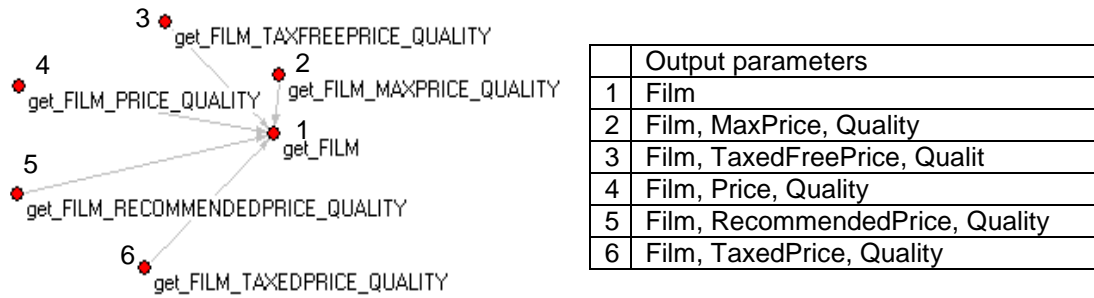 3
get_FILM_TAXFREEPRICE_QUALITY
4
2
get_FILM_PRICE_QUALITY
get_FILM_MAXPRICE_QUALITY
1
get_FILM
5
get_FILM_RECOMMENDEDPRICE_QUALITY
6
get_FILM_TAXEDPRICE_QUALITY
Output parameters
1 Film
2 Film, MaxPrice, Quality
3 Film, TaxedFreePrice, Qualit
4 Film, Price, Quality
5 Film, RecommendedPrice, Quality
6 Film, TaxedPrice, Quality